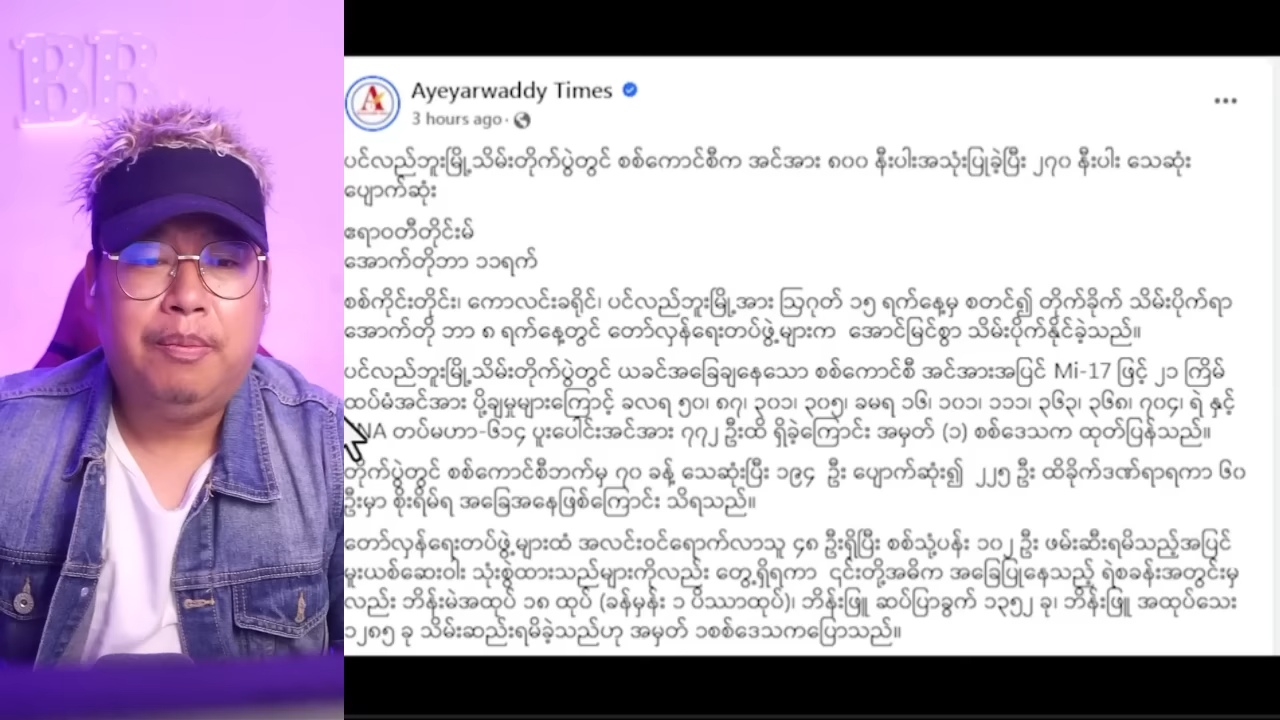 BB
Ayeyarwaddy Times
3 hours ago ·
ပင်လည်ဘူးမြို့သိမ်းတိုက်ပွဲတွင် စစ်ကောင်စီက အင်အား ၈၀၀ နီးပါးအသုံးပြုခဲ့ပြီး ၂၇၀ နီးပါး သေဆုံး
ပျောက်ဆုံး
ဧရာဝတီတိုင်းမ်
အောက်တိုဘာ ၁၁ရက်
စစ်ကိုင်းတိုင်း၊ ကောလင်းခရိုင်၊ ပင်လည်ဘူးမြို့အား ဩဂုတ် ၁၅ ရက်နေ့မှ စတင်၍ တိုက်ခိုက် သိမ်းပိုက်ရာ
အောက်တို ဘာ ၈ ရက်နေ့တွင် တော်လှန်ရေးတပ်ဖွဲ့များက အောင်မြင်စွာ သိမ်းပိုက်နိုင်ခဲ့သည်။
ပင်လည်ဘူးမြို့သိမ်းတိုက်ပွဲတွင် ယခင်အခြေချနေသော စစ်ကောင်စီ အင်အားအပြင် Mi-17 ဖြင့် ၂၁ ကြိမ်
ထပ်မံအင်အား ပို့ချမှုများကြောင့် ခလရ ၅၀၊ ၈၇၊ ၃၀၁၊ ၃၀၅၊ ခမရ ၁၆၊ ၁၀၁၊ ၁၁၁၊ ၃၆၃၊ ၃၆၈၊ ၇၀၄၊ ရဲ နှင့်
NA တပ်မဟာ-၆၁၄ ပူးပေါင်းအင်အား ၇၇၂ ဦးထိ ရှိခဲ့ကြောင်း အမှတ် (၁) စစ်ဒေသက ထုတ်ပြန်သည်။
တိုက်ပွဲတွင် စစ်ကောင်စီဘက်မှ ၇၀ ခန့် သေဆုံးပြီး ၁၉၄ ဦး ပျောက်ဆုံး၍ ၂၂၅ ဦး ထိခိုက်ဒဏ်ရာရကာ ၆၀
ဦးမှာ စိုးရိမ်ရ အခြေအနေဖြစ်ကြောင်း သိရသည်။
တော်လှန်ရေးတပ်ဖွဲ့များထံ အလင်းဝင်ရောက်လာသူ ၄၈ ဦးရှိပြီး စစ်သုံ့ပန်း ၁၀၂ ဦး ဖမ်းဆီးရမိသည့်အပြင်
မူးယစ်ဆေးဝါး သုံးစွဲထားသည်များကိုလည်း တွေ့ရှိရကာ ၎င်းတို့အဓိက အခြေပြုနေသည့် ရဲစခန်းအတွင်းမှ
လည်း ဘိန်းမဲအထုပ် ၁၈ ထုပ် (ခန့်မှန်း ၁ ပိဿာထုပ်)၊ ဘိန်းဖြူ ဆပ်ပြာခွက် ၁၃၅၂ ခု၊ ဘိန်းဖြူ အထုပ်သေး
၁၂၈၅ ခု သိမ်းဆည်းရမိခဲ့သည်ဟု အမှတ် ၁စစ်ဒေသကပြောသည်။